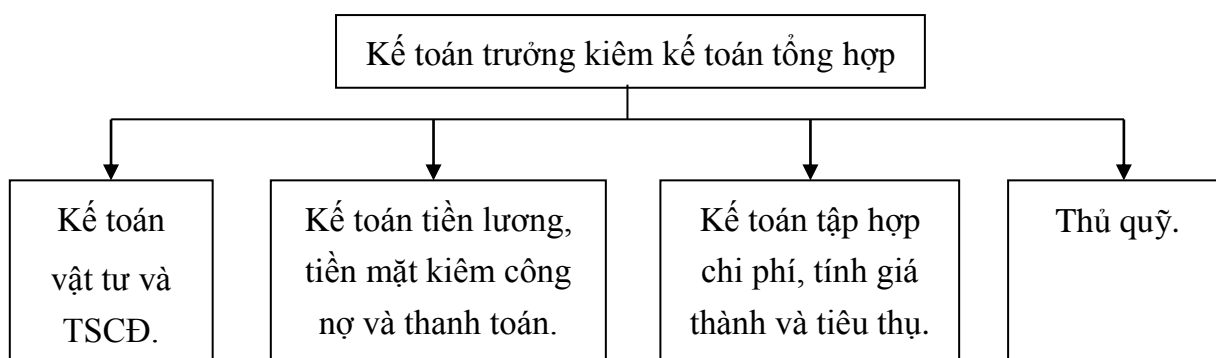 Kế toán trưởng kiêm kế toán tổng hợp
Kế toán
vật tư và
TSCĐ.
Kế toán tiền lương,
tiền mặt kiêm công
nợ và thanh toán.
Kế toán tập hợp
chi phí, tính giá
thành và tiêu thụ.
Thủ quỹ.